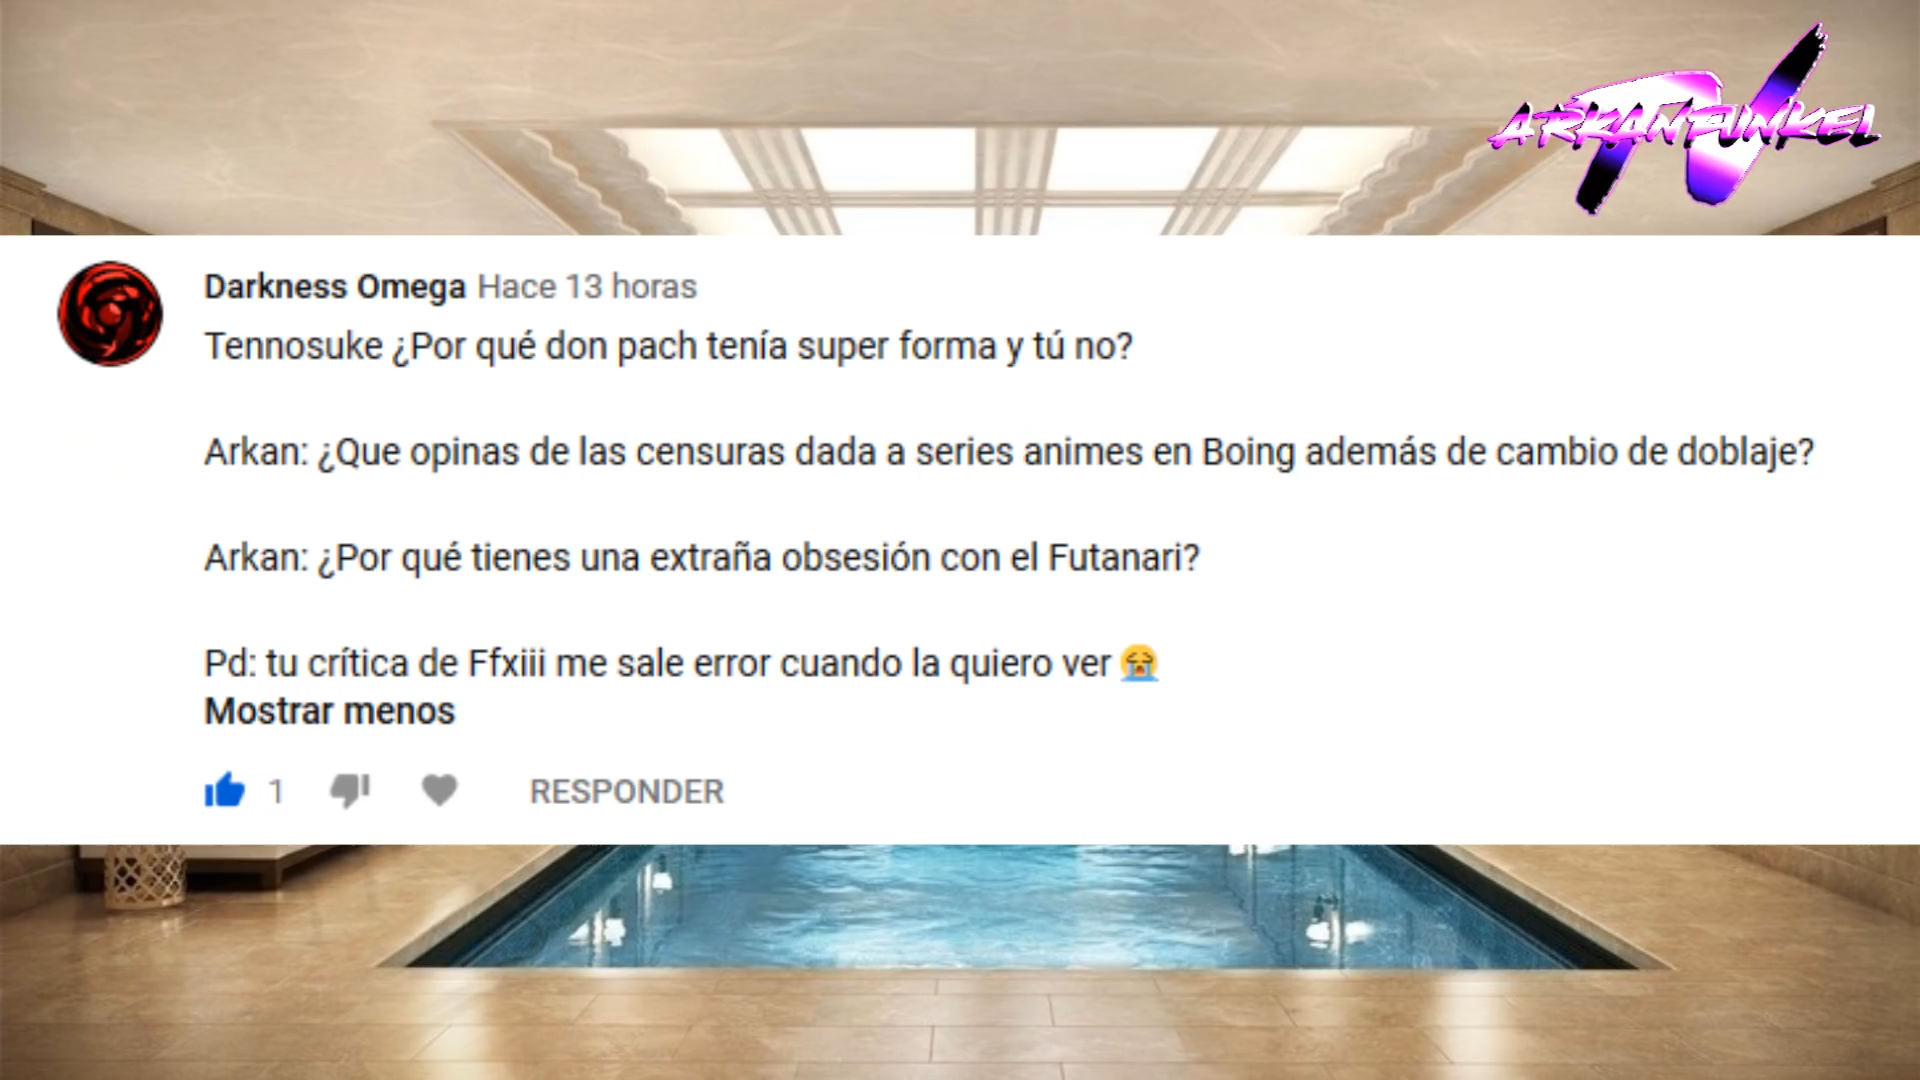 TV
ARKANFUNKEL
Darkness Omega Hace 13 horas
Tennosuke ¿Por qué don pach tenía super forma y tú no?
Arkan: ¿Que opinas de las censuras dada a series animes en Boing además de cambio de doblaje?
Arkan: ¿Por qué tienes una extraña obsesión con el Futanari?
Pd: tu crítica de Ffxiii me sale error cuando la quiero ver 😭
Mostrar menos
1 RESPONDER